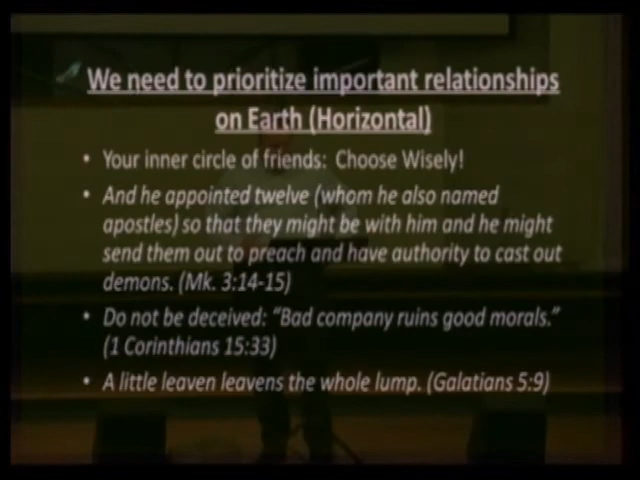 We need to prioritize important relationships
on Earth (Horizontal)
• Your inner circle of friends: Choose Wisely!
• And he appointed twelve (whom he also named
apostles) so that they might be with him and he might
send them out to preach and have authority to cast out
demons. (Mk. 3:14-15)
• Do not be deceived: “Bad company ruins good morals.”
(1 Corinthians 15:33)
• A little leaven leavens the whole lump. (Galatians 5:9)